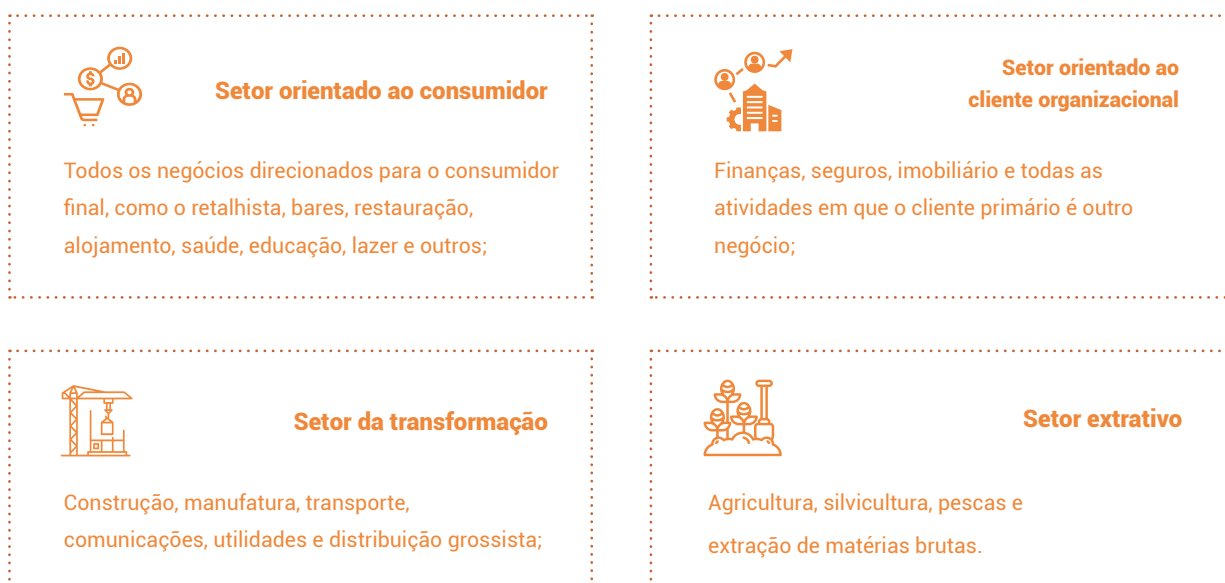 Setor orientado ao consumidor
Todos os negócios direcionados para o consumidor
final, como o retalhista, bares, restauração,
alojamento, saúde, educação, lazer e outros;
Setor orientado ao
cliente organizacional
Finanças, seguros, imobiliário e todas as
atividades em que o cliente primário é outro
negócio;
Setor da transformação
Construção, manufatura, transporte,
comunicações, utilidades e distribuição grossista;
Setor extrativo
Agricultura, silvicultura, pescas e
extração de matérias brutas.